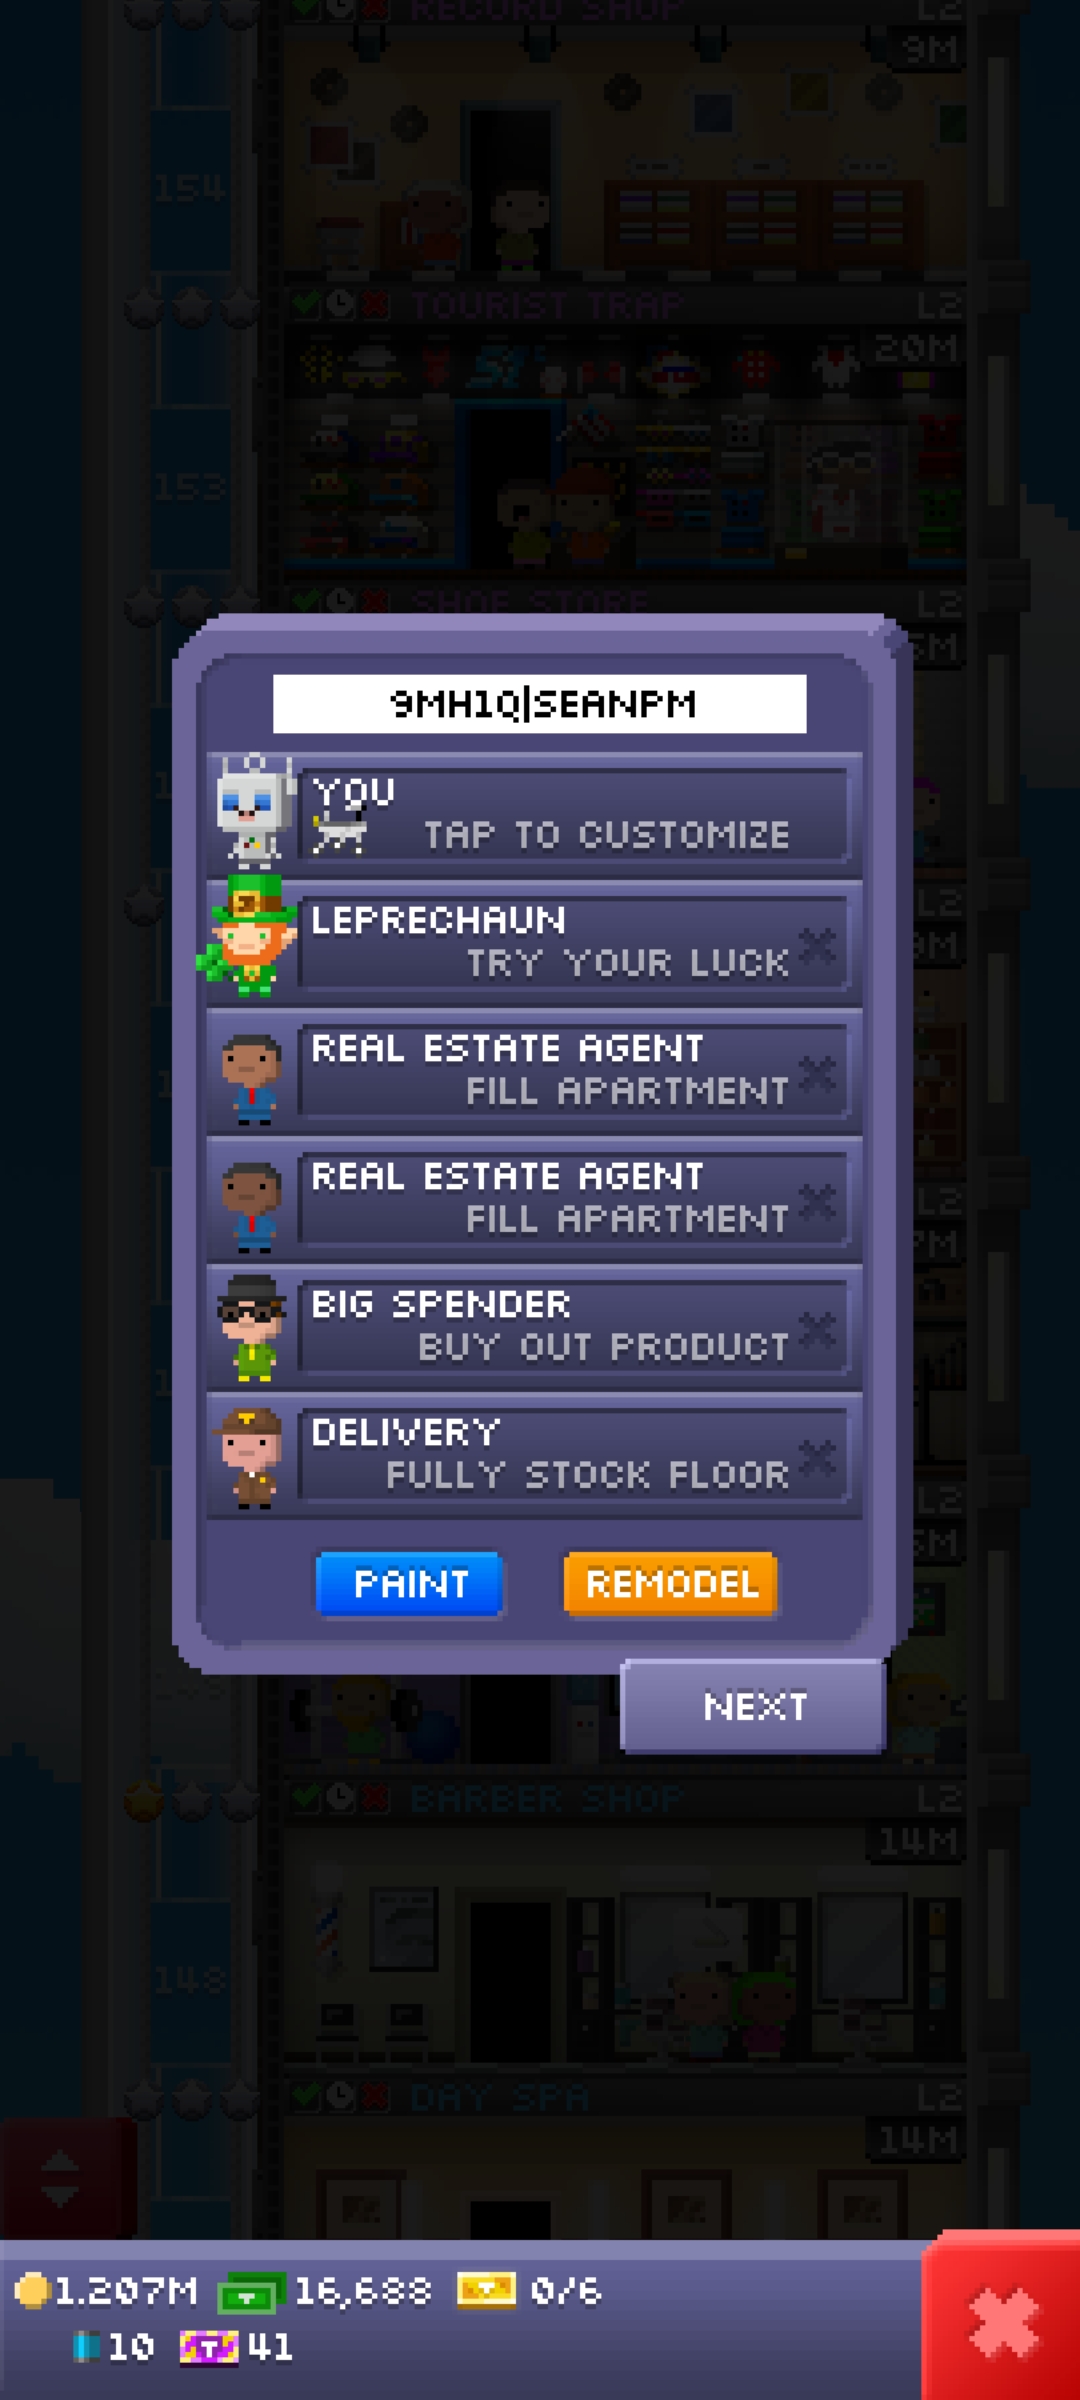 RECORD SHOP L2
9M
154
TOURIST TRAP L2
20M
153
SHOE STORE L2
9MH1Q|SEANPM
YOU
TAP TO CUSTOMIZE
LEPRECHAUN
TRY YOUR LUCK
L2
REAL ESTATE AGENT
FILL APARTMENT
REAL ESTATE AGENT
FILL APARTMENT
L2
BIG SPENDER
BUY OUT PRODUCT
DELIVERY
FULLY STOCK FLOOR
L2
PAINT REMODEL
NEXT
BARBER SHOP L2
14M
148
DAY SPA L2
14M
1.207M 16,688 0/6
10 41